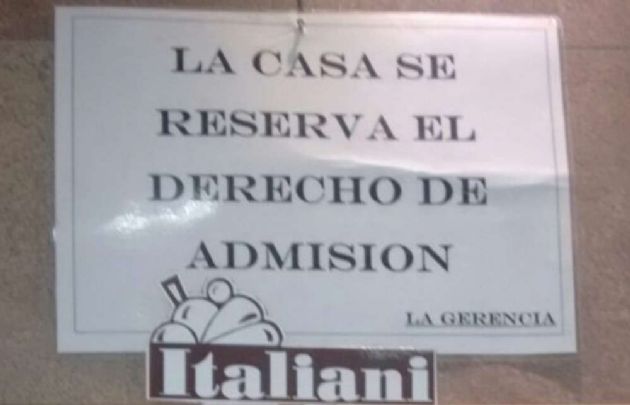 LA CASA SE
RESERVA EL
DERECHO DE
ADMISION
LA GERENCIA
Italiani